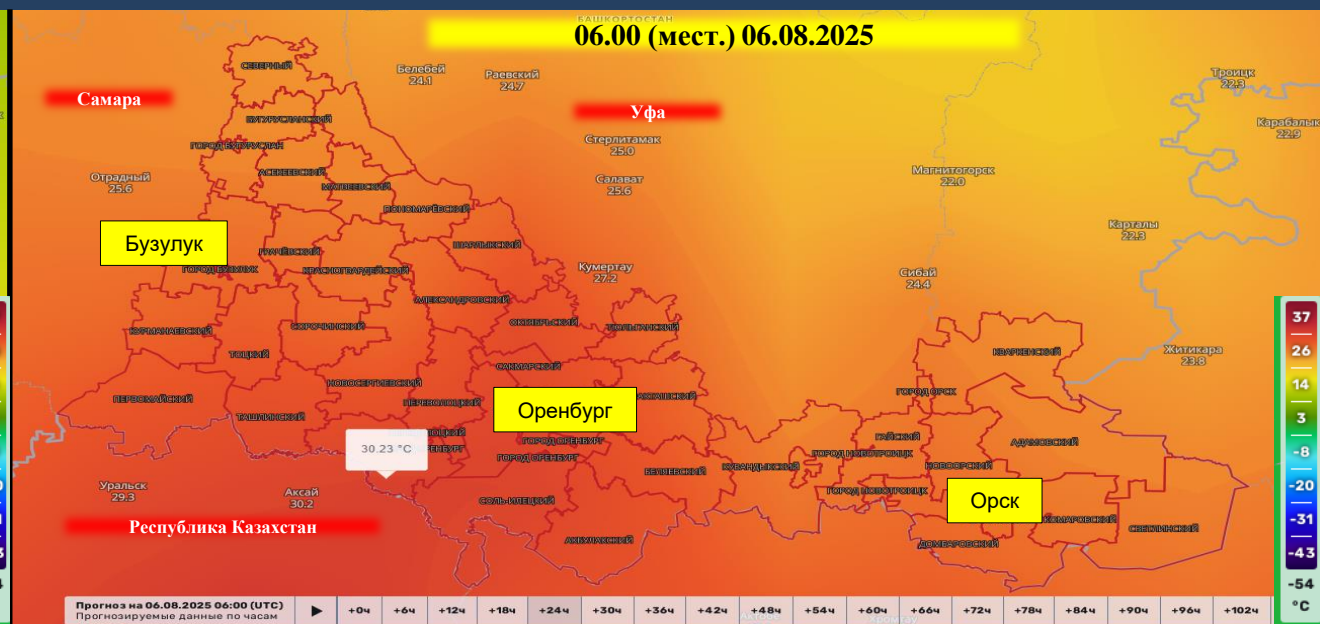 БАШКОРТОСТАН
06.00 (мест.) 06.08.2025
СЕВЕРНЫЙ
Белебей
24.1
Раевский
24.7
Троицк
22.3
Самара
Уфа
БУГУРУСЛАНСКИЙ
Карабалык
22.9
ГОРОД БУГУРУСЛАН
Стерлитамак
25.0
АСЕКЕЕВСКИЙ
Отрадный
25.6
МАТВЕЕВСКИЙ
Салават
25.6
Магнитогорск
22.0
ПОНОМАРЁВСКИЙ
Бузулук
Карталы
22.3
ГРАЧЁВСКИЙ
ШАРЛЫКСКИЙ
ГОРОД БУЗУЛУК
КРАСНОГВАРДЕЙСКИЙ
Кумертау
27.2
Сибай
24.4
АЛЕКСАНДРОВСКИЙ
КУРМАНАЕВСКИЙ
СОРОЧИНСКИЙ
ОКТЯБРЬСКИЙ
ТЮЛЬГАНСКИЙ
ТОЦКИЙ
КВАРКЕНСКИЙ
Житикара
23.8
САКМАРСКИЙ
НОВОСЕРГИЕВСКИЙ
ПЕРВОМАЙСКИЙ
ПЕРЕВОЛОЦКИЙ
ГОРОД ОРСК
ТАШЛИНСКИЙ
Оренбург
30.23 °C
ГОРОД ОРЕНБУРГ
ГОРОД ОРЕНБУРГ
ГАЙСКИЙ
АДАМОВСКИЙ
ГОРОД НОВОТРОИЦК
БЕЛЯЕВСКИЙ
КУВАНДЫКСКИЙ
НОВООРСКИЙ
Уральск
29.3
Аксай
30.2
СОЛЬ-ИЛЕЦКИЙ
ГОРОД НОВОТРОИЦК
Орск
Республика Казахстан
АКБУЛАКСКИЙ
ДОМБАРОВСКИЙ
СВЕТЛИНСКИЙ
37
26
14
3
-8
-20
-31
-43
-54
°C
Прогноз на 06.08.2025 06:00 (UTC)
Прогнозируемые данные по часам
+0ч +6ч +12ч +18ч +24ч +30ч +36ч +42ч +48ч +54ч +60ч +66ч +72ч +78ч +84ч +90ч +96ч +102ч